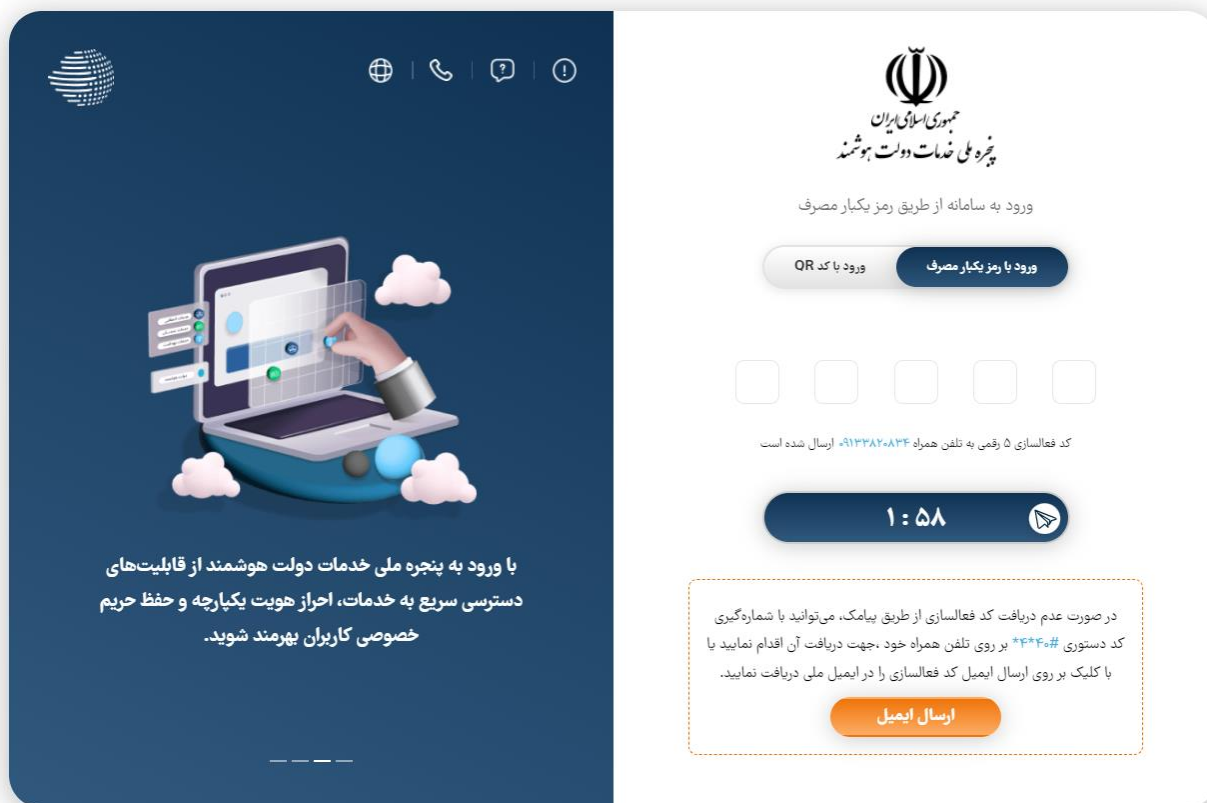 جمهوری اسلامی ایران
پنجره ملی خدمات دولت هوشمند
ورود به سامانه از طریق رمز یکبار مصرف
ورود با رمز یکبار مصرف
ورود با کد QR
کد فعالسازی ۵ رقمی به تلفن همراه ۰۹۱۳۳۸۲۰۸۳۴ ارسال شده است
۱ : ۵۸
در صورت عدم دریافت کد فعالسازی از طریق پیامک، می‌توانید با شماره‌گیری
کد دستوری #۴۰*۴* بر روی تلفن همراه خود ،جهت دریافت آن اقدام نمایید یا
با کلیک بر روی ارسال ایمیل کد فعالسازی را در ایمیل ملی دریافت نمایید.
ارسال ایمیل
با ورود به پنجره ملی خدمات دولت هوشمند از قابلیت‌های
دسترسی سریع به خدمات، احراز هویت یکپارچه و حفظ حریم
خصوصی کاربران بهرمند شوید.